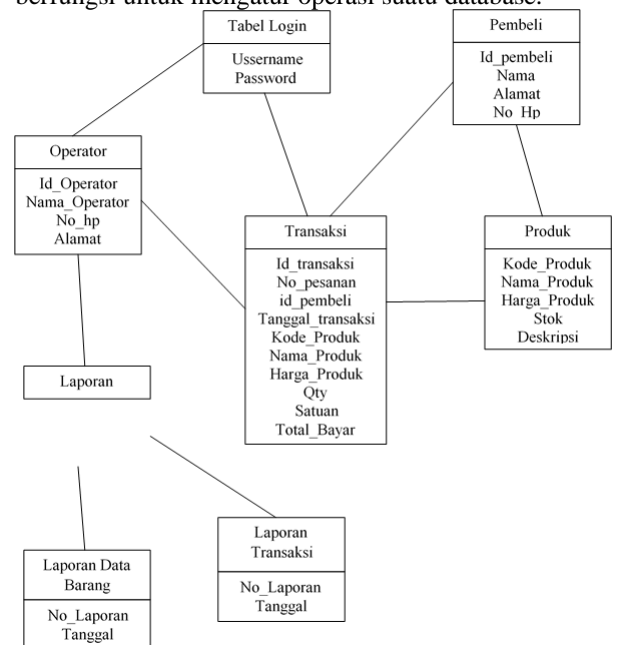 berfungsi untuk mengatur operasi suatu database.
Tabel Login
Ussername
Password
Pembeli
Id_pembeli
Nama
Alamat
No_Hp
Operator
Id_Operator
Nama_Operator
No_hp
Alamat
Transaksi
Id_transaksi
No_pesanan
id_pembeli
Tanggal_transaksi
Kode_Produk
Nama_Produk
Harga_Produk
Qty
Satuan
Total_Bayar
Produk
Kode_Produk
Nama_Produk
Harga_Produk
Stok
Deskripsi
Laporan
Laporan Data
Barang
No_Laporan
Tanggal
Laporan
Transaksi
No_Laporan
Tanggal